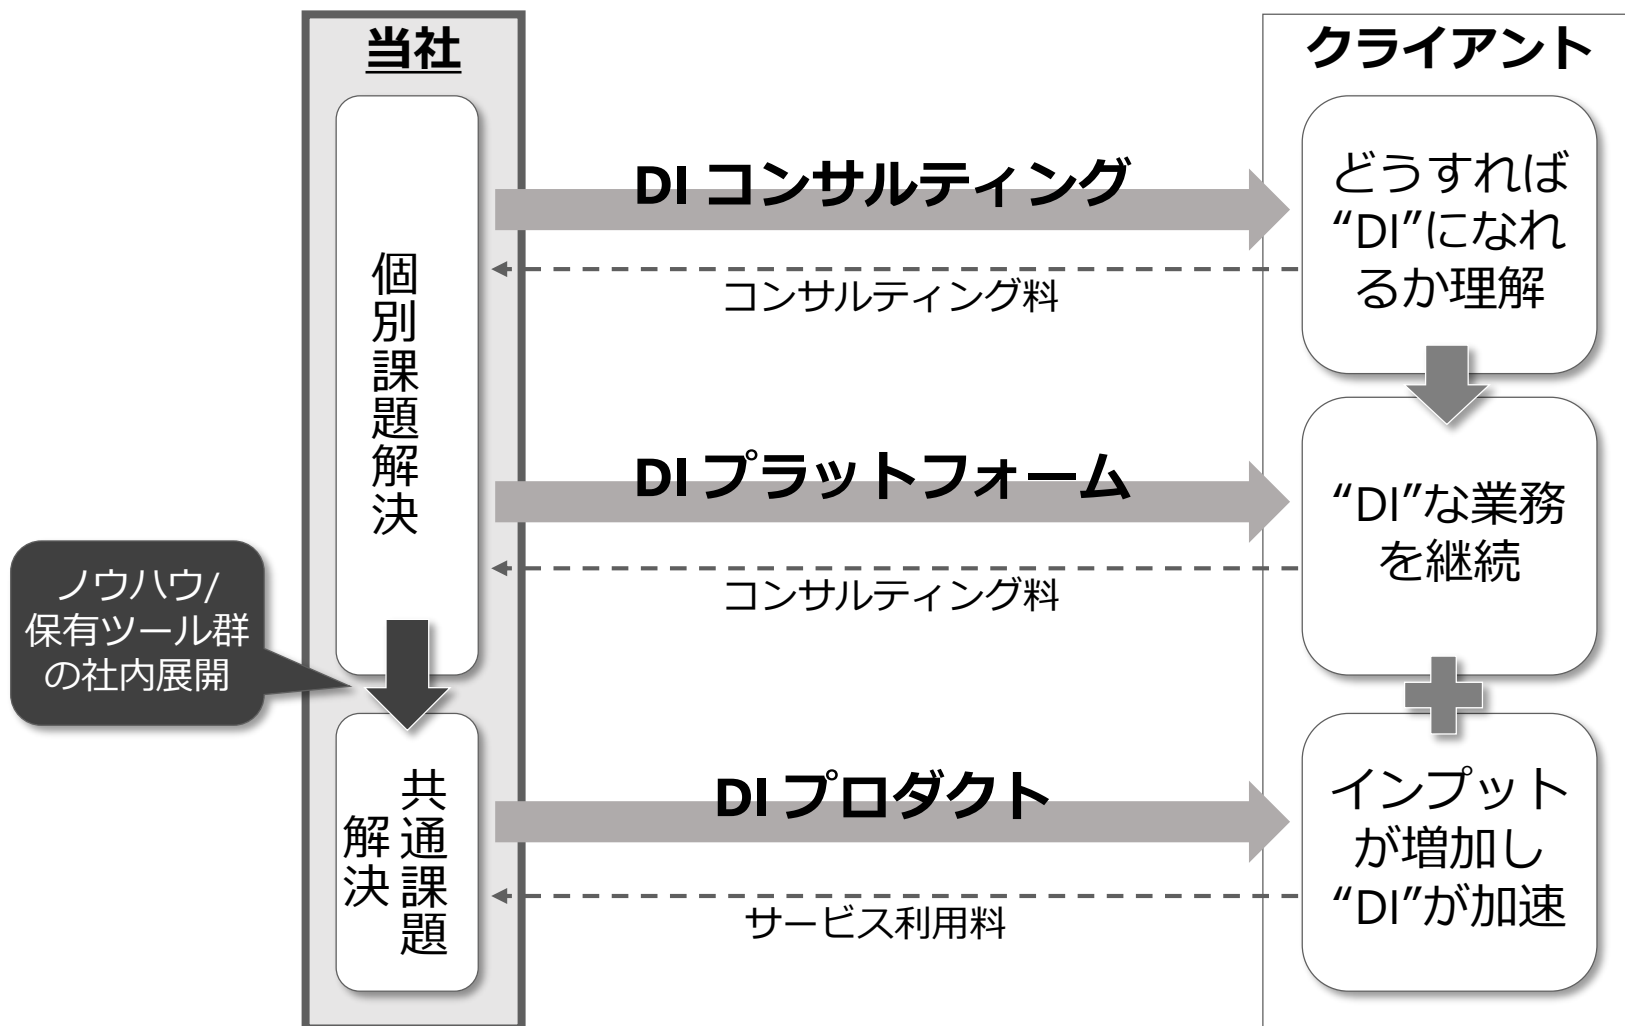 当社
個別課題解決
ノウハウ/
保有ツール群
の社内展開
共通課題
解決
DI コンサルティング
コンサルティング料
DI プラットフォーム
コンサルティング料
DI プロダクト
サービス利用料
クライアント
どうすれば
“DI”になれ
るか理解
“DI”な業務
を継続
インプット
が増加し
“DI”が加速